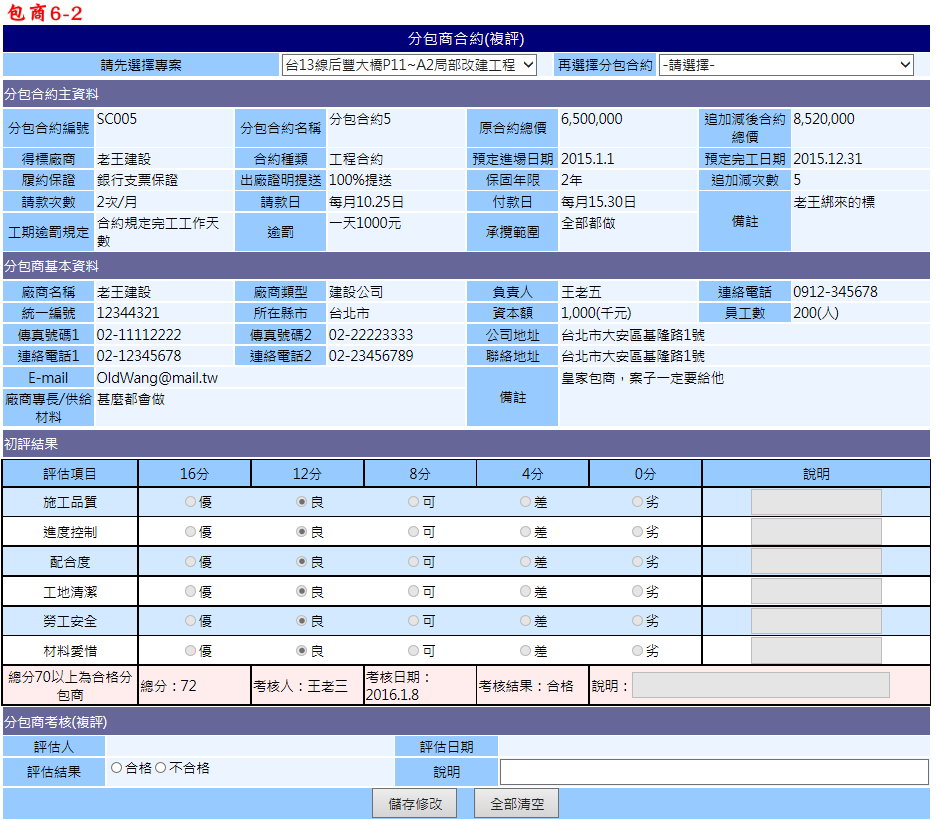 包商6-2
分包商合約(複評)
請先選擇專案 台13線后豐大橋P11~A2局部改建工程 再選擇分包合約 -請選擇-
分包合約主資料
分包合約編號 SC005 分包合約名稱 分包合約5 原合約總價 6,500,000 追加減後合約總價 8,520,000
得標廠商 老王建設 合約種類 工程合約 預定進場日期 2015.1.1 預定完工日期 2015.12.31
履約保證 銀行支票保證 出廠證明提送 100%提送 保固年限 2年 追加減次數 5
請款次數 2次/月 請款日 每月10.25日 付款日 每月15.30日 備註 老王綁來的標
工期逾罰規定 合約規定完工工作天數 逾罰 一天1000元 承攬範圍 全部都做
分包商基本資料
廠商名稱 老王建設 廠商類型 建設公司 負責人 王老五 連絡電話 0912-345678
統一編號 12344321 所在縣市 台北市 資本額 1,000(千元) 員工數 200(人)
傳真號碼1 02-11112222 傳真號碼2 02-22223333 公司地址 台北市大安區基隆路1號
連絡電話1 02-12345678 連絡電話2 02-23456789 聯絡地址 台北市大安區基隆路1號
E-mail OldWang@mail.tw 備註 皇家包商，案子一定要給他
廠商專長/供給材料 甚麼都會做
初評結果
評估項目 16分 12分 8分 4分 0分 說明
施工品質 優 良 可 差 劣
進度控制 優 良 可 差 劣
配合度 優 良 可 差 劣
工地清潔 優 良 可 差 劣
勞工安全 優 良 可 差 劣
材料愛惜 優 良 可 差 劣
總分70以上為合格分包商 總分：72 考核人：王老三 考核日期：2016.1.8 考核結果：合格 說明：
分包商考核(複評)
評估人 評估日期
評估結果 合格 不合格 說明
儲存修改 全部清空